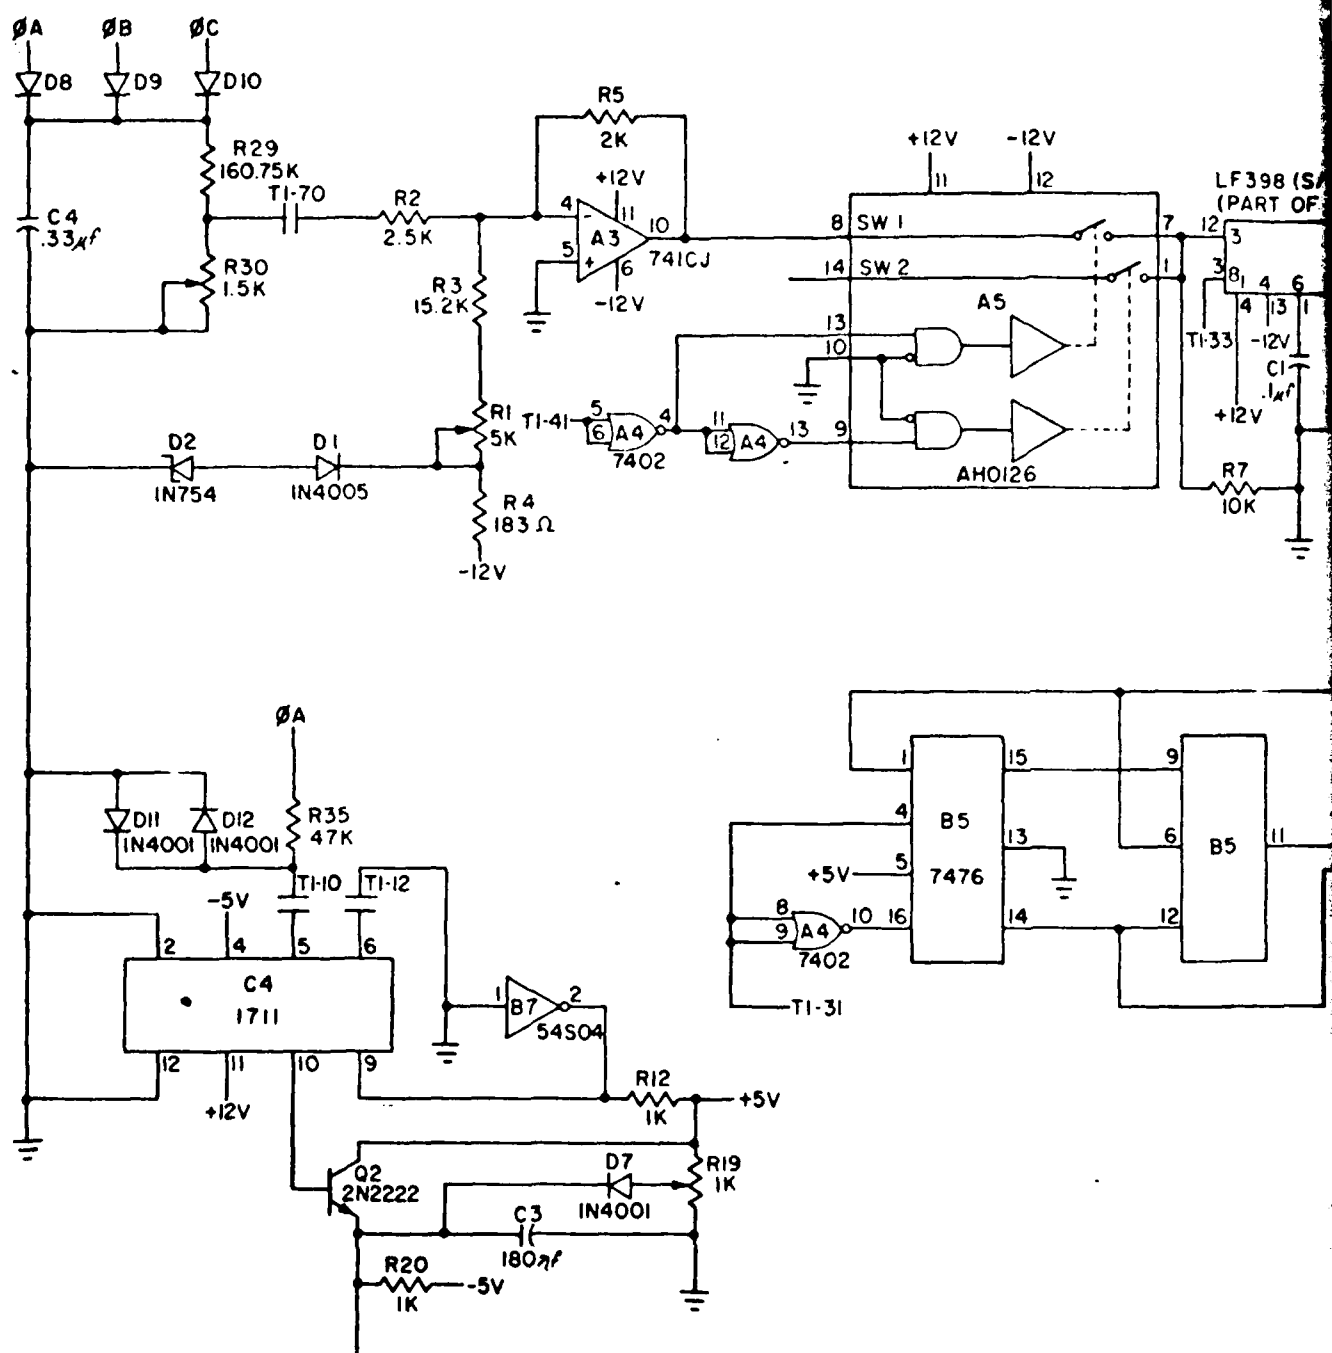 ØA ØB ØC
D8 D9 D10
R29
160.75K
T1-70
C4
.33µf
R30
1.5K
R2
2.5K
R5
2K
+12V
4 - 11 10
A3
5 + 6
741CJ
-12V
R3
15.2K
R1
5K
D2
1N754
D1
1N4005
R4
183Ω
-12V
+12V -12V
11 12
8 SW 1 7
14 SW 2 1
A5
13
10
T1-41 5 4
6 A4
7402
11 13 9
12 A4
AH0126
LF398
(PART OF
12 3
3 8 1 4 6
4 13 1
T1-33 -12V
C1
.1µf
+12V
R7
10K
ØA
D11
1N4001
D12
1N4001
R35
47K
T1-10 T1-12
-5V
2 4 5 6
C4
1711
12 11 10 9
+12V
1 B7 2
54S04
R12
1K
+5V
Q2
2N2222
D7
1N4001
R19
1K
C3
180ηf
R20
1K
-5V
1 15 9
4 B5
13 6 B5 11
+5V 5 7476
8 10 16 14 12
9 A4
7402
T1-31